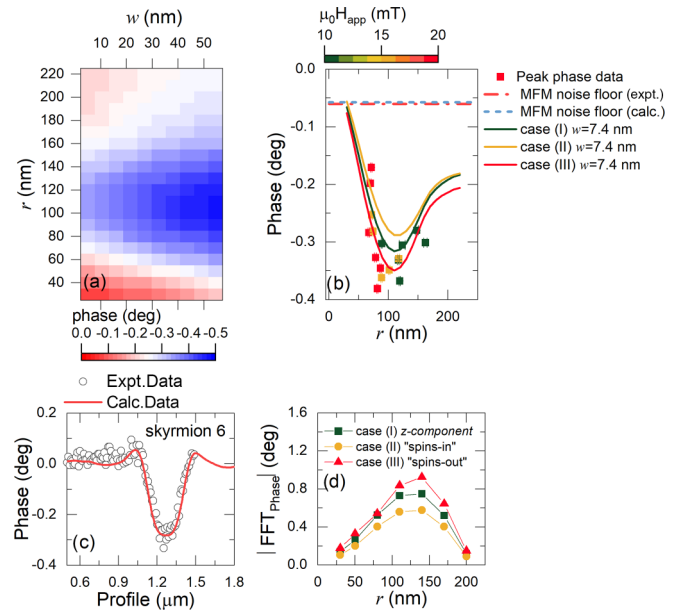 w (nm)
10 20 30 40 50
r (nm)
220
200
180
160
140
120
100
80
60
40
(a)
phase (deg)
0.0 -0.1 -0.2 -0.3 -0.4 -0.5
μ₀H_app (mT)
10 15 20
Phase (deg)
0.0
-0.1
-0.2
-0.3
-0.4
(b)
0 100 200
r (nm)
Peak phase data
MFM noise floor (expt.)
MFM noise floor (calc.)
case (I) w=7.4 nm
case (II) w=7.4 nm
case (III) w=7.4 nm
Expt.Data
Calc.Data
skyrmion 6
Phase (deg)
0.2
0.0
-0.2
-0.4
(c)
0.6 0.9 1.2 1.5 1.8
Profile (μm)
| FFT_Phase | (deg)
1.6
1.2
0.8
0.4
0.0
case (I) z-component
case (II) "spins-in"
case (III) "spins-out"
(d)
0 50 100 150 200
r (nm)